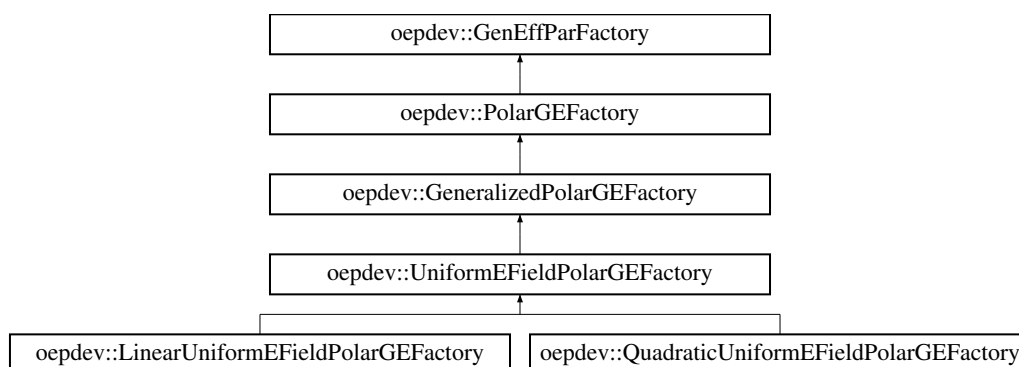 oepdev::GenEffParFactory
oepdev::PolarGEFactory
oepdev::GeneralizedPolarGEFactory
oepdev::UniformEFieldPolarGEFactory
oepdev::LinearUniformEFieldPolarGEFactory oepdev::QuadraticUniformEFieldPolarGEFactory